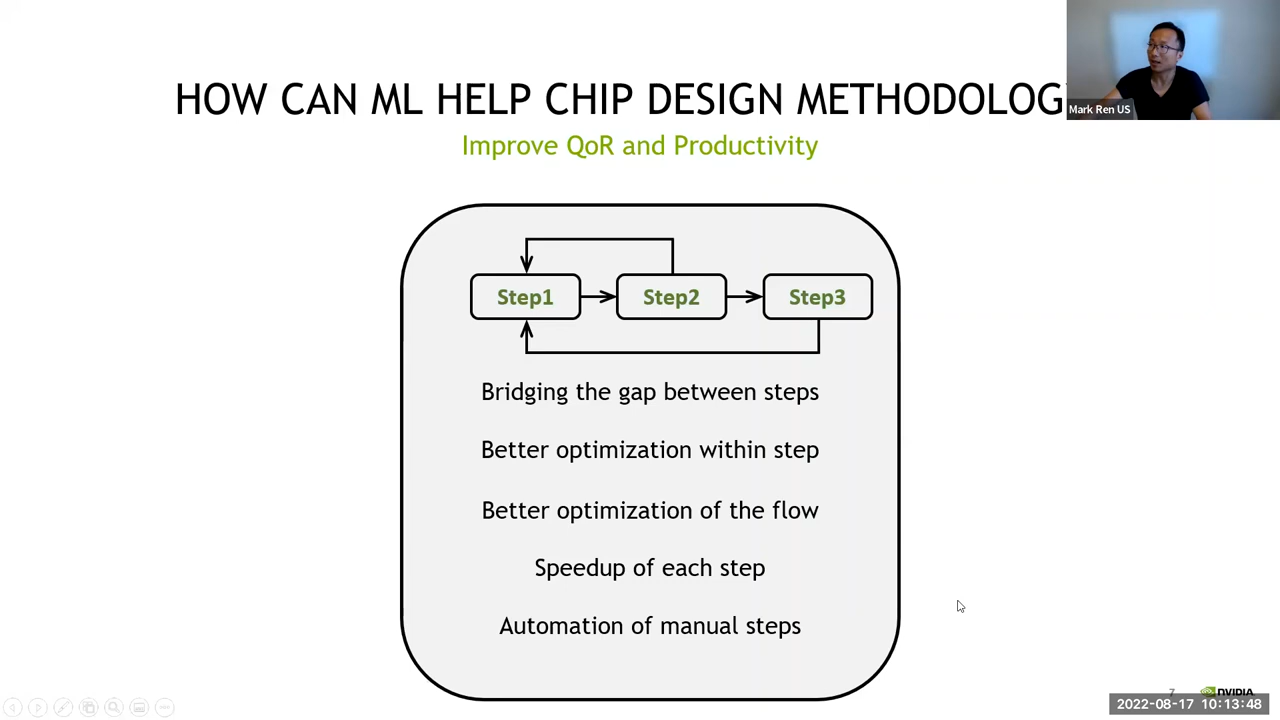 HOW CAN ML HELP CHIP DESIGN METHODOLOG
Mark Ren US
Improve QoR and Productivity
Step1
Step2
Step3
Bridging the gap between steps
Better optimization within step
Better optimization of the flow
Speedup of each step
Automation of manual steps
7
NVIDIA.
2022-08-17 10:13:48